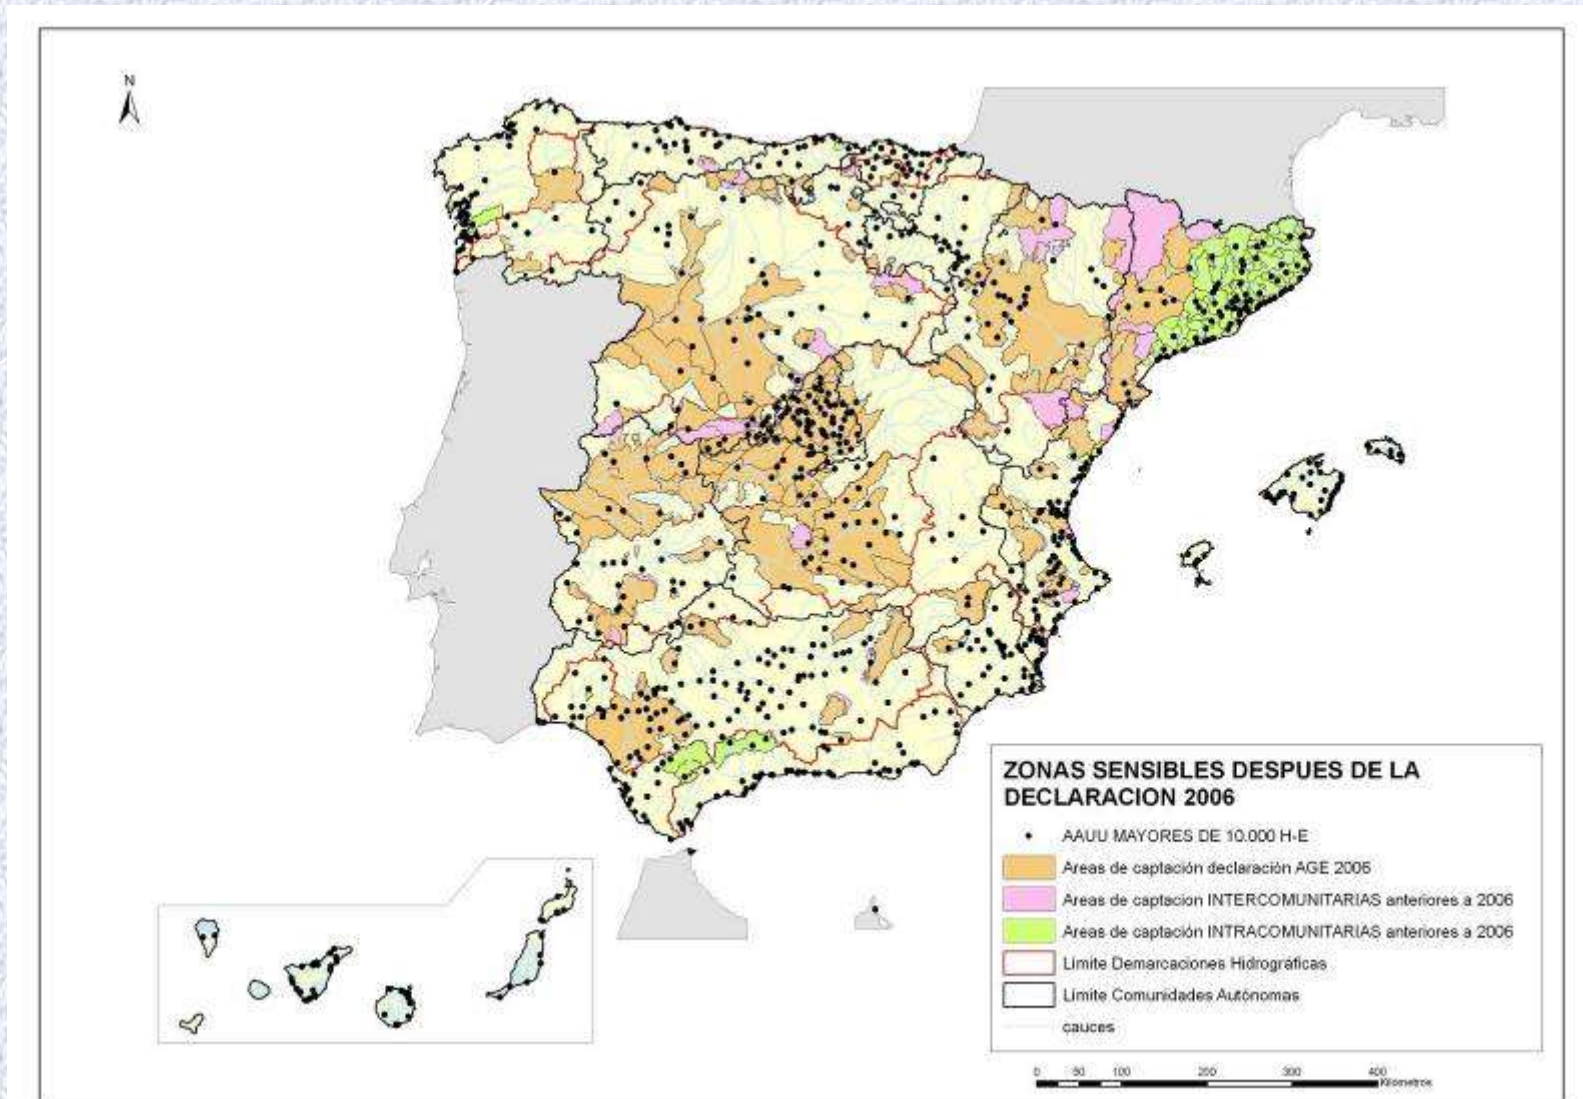 N
ZONAS SENSIBLES DESPUES DE LA
DECLARACION 2006
AAUU MAYORES DE 10.000 H-E
Areas de captación declaración AGE 2006
Areas de captacion INTERCOMUNITARIAS anteriores a 2006
Areas de captación INTRACOMUNITARIAS anteriores a 2006
Limite Demarcaciones Hidrográficas
Límite Comunidades Autónomas
cauces
0 50 100 200 300 400
Kilometros